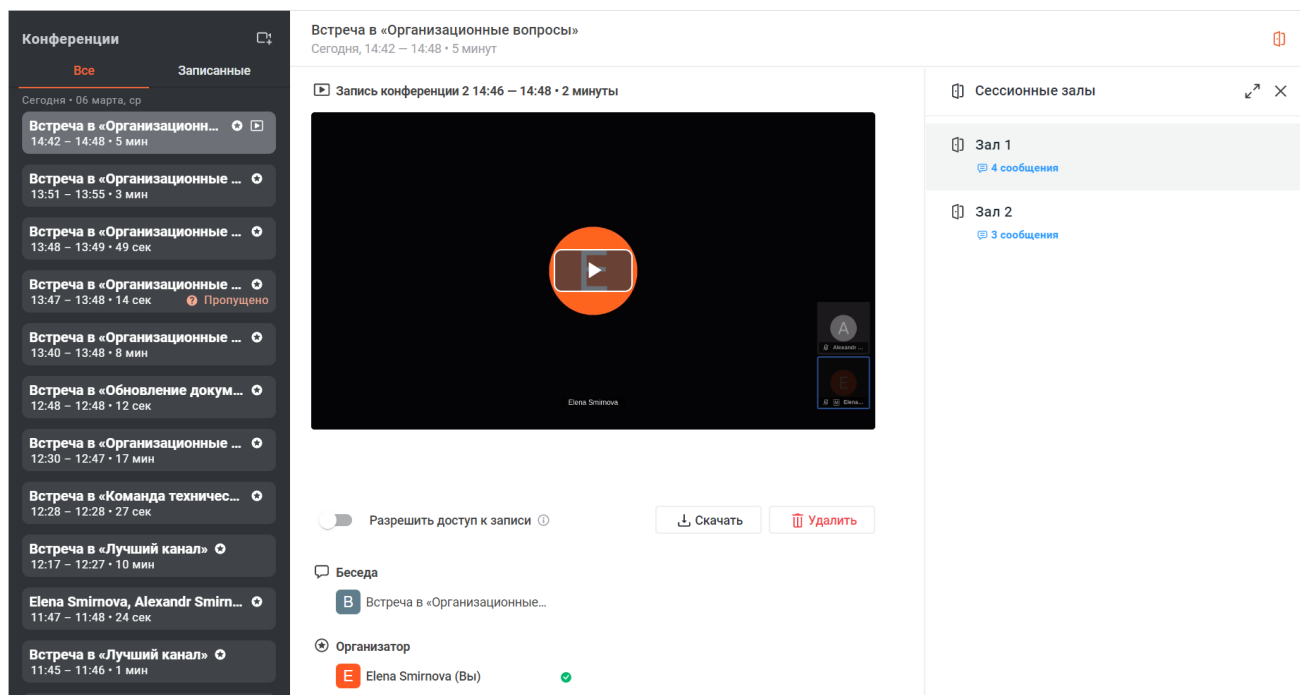 Конференции
Все Записанные
Сегодня • 06 марта, ср
Встреча в «Организационн...
14:42 – 14:48 • 5 мин
Встреча в «Организационные ...
13:51 – 13:55 • 3 мин
Встреча в «Организационные ...
13:48 – 13:49 • 49 сек
Встреча в «Организационные ...
13:47 – 13:48 • 14 сек Пропущено
Встреча в «Организационные ...
13:40 – 13:48 • 8 мин
Встреча в «Обновление докум...
12:48 – 12:48 • 12 сек
Встреча в «Организационные ...
12:30 – 12:47 • 17 мин
Встреча в «Команда техничес...
12:28 – 12:28 • 27 сек
Встреча в «Лучший канал»
12:17 – 12:27 • 10 мин
Elena Smirnova, Alexandr Smirn...
11:47 – 11:48 • 24 сек
Встреча в «Лучший канал»
11:45 – 11:46 • 1 мин
Встреча в «Организационные вопросы»
Сегодня, 14:42 — 14:48 • 5 минут
Запись конференции 2 14:46 — 14:48 • 2 минуты
E
A
Alexandr ...
E
Elena...
Elena Smirnova
Разрешить доступ к записи
Скачать
Удалить
Беседа
В Встреча в «Организационные...
Организатор
E Elena Smirnova (Вы)
Сессионные залы
Зал 1
4 сообщения
Зал 2
3 сообщения